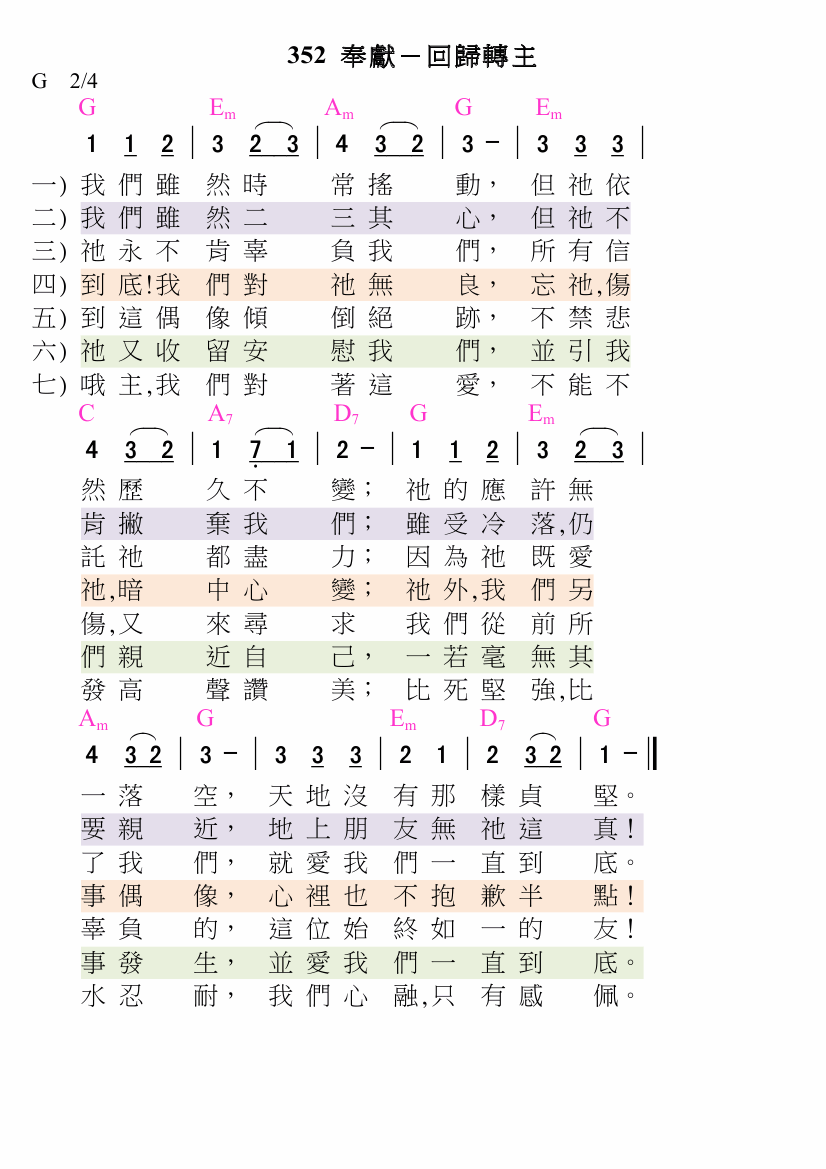 352 奉獻－回歸轉主
G 2/4
G Em Am G Em
1 1 2 | 3 2 3 | 4 3 2 | 3 - | 3 3 3 |
一) 我們雖然時常搖動，但祂依
二) 我們雖然二三其心，但祂不
三) 祂永不肯辜負我們，所有信
四) 到底!我們對祂無良，忘祂,傷
五) 到這偶像傾倒絕跡，不禁悲
六) 祂又收留安慰我們，並引我
七) 哦主,我們對著這愛，不能不
C A7 D7 G Em
4 3 2 | 1 7 1 | 2 - | 1 1 2 | 3 2 3 |
然歷久不變；祂的應許無
肯撇棄我們；雖受冷落,仍
託祂都盡力；因為祂既愛
祂,暗中心變；祂外,我們另
傷,又來尋求我們從前所
們親近自己，一若毫無其
發高聲讚美；比死堅強,比
Am G Em D7 G
4 3 2 | 3 - | 3 3 3 | 2 1 | 2 3 2 | 1 - ‖
一落空，天地沒有那樣貞堅。
要親近，地上朋友無祂這真!
了我們，就愛我們一直到底。
事偶像，心裡也不抱歉半點!
辜負的，這位始終如一的友!
事發生，並愛我們一直到底。
水忍耐，我們心融,只有感佩。